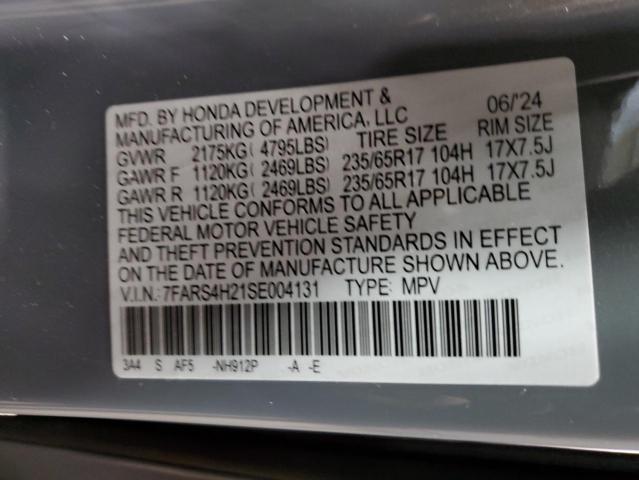 MFD. BY HONDA DEVELOPMENT & 06/'24
MANUFACTURING OF AMERICA, LLC
GVWR 2175KG( 4795LBS) TIRE SIZE RIM SIZE
GAWR F 1120KG( 2469LBS) 235/65R17 104H 17X7.5J
GAWR R 1120KG( 2469LBS) 235/65R17 104H 17X7.5J
THIS VEHICLE CONFORMS TO ALL APPLICABLE
FEDERAL MOTOR VEHICLE SAFETY
AND THEFT PREVENTION STANDARDS IN EFFECT
ON THE DATE OF MANUFACTURE SHOWN ABOVE.
V.I.N.:7FARS4H21SE004131 TYPE: MPV
3A4 S AF5 -NH912P -A -E